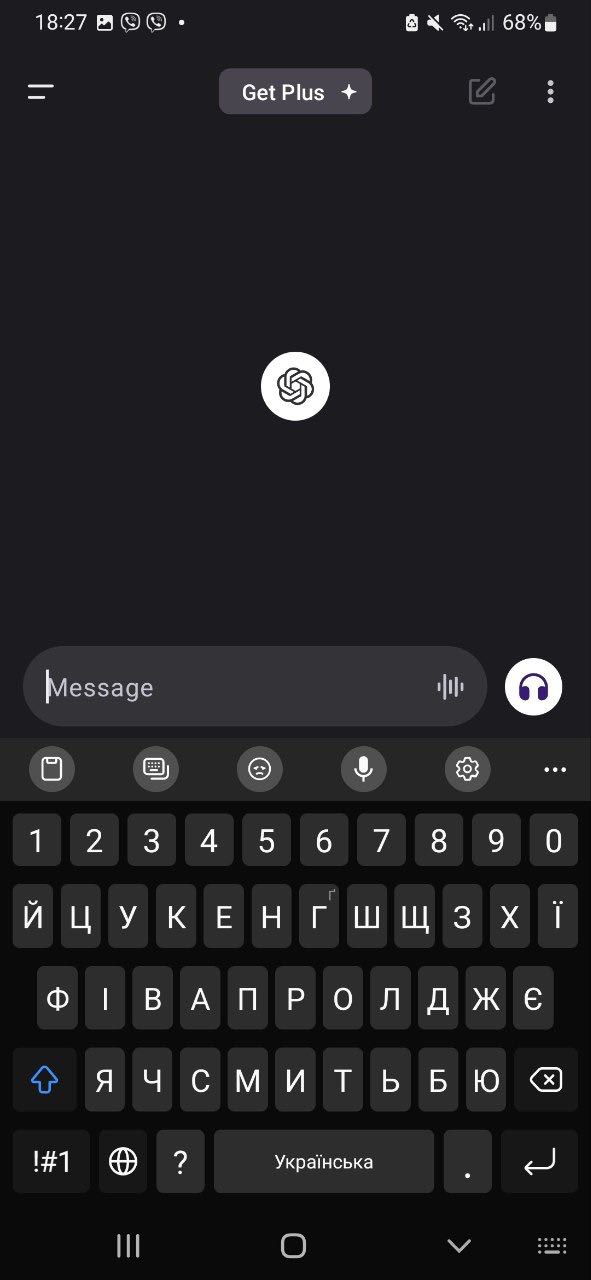 18:27 68%
Get Plus
Message
1 2 3 4 5 6 7 8 9 0
Й Ц У К Е Н Г ґ Ш Щ З Х Ї
Ф І В А П Р О Л Д Ж Є
Я Ч С М И Т Ь Б Ю
!#1 ? Українська .